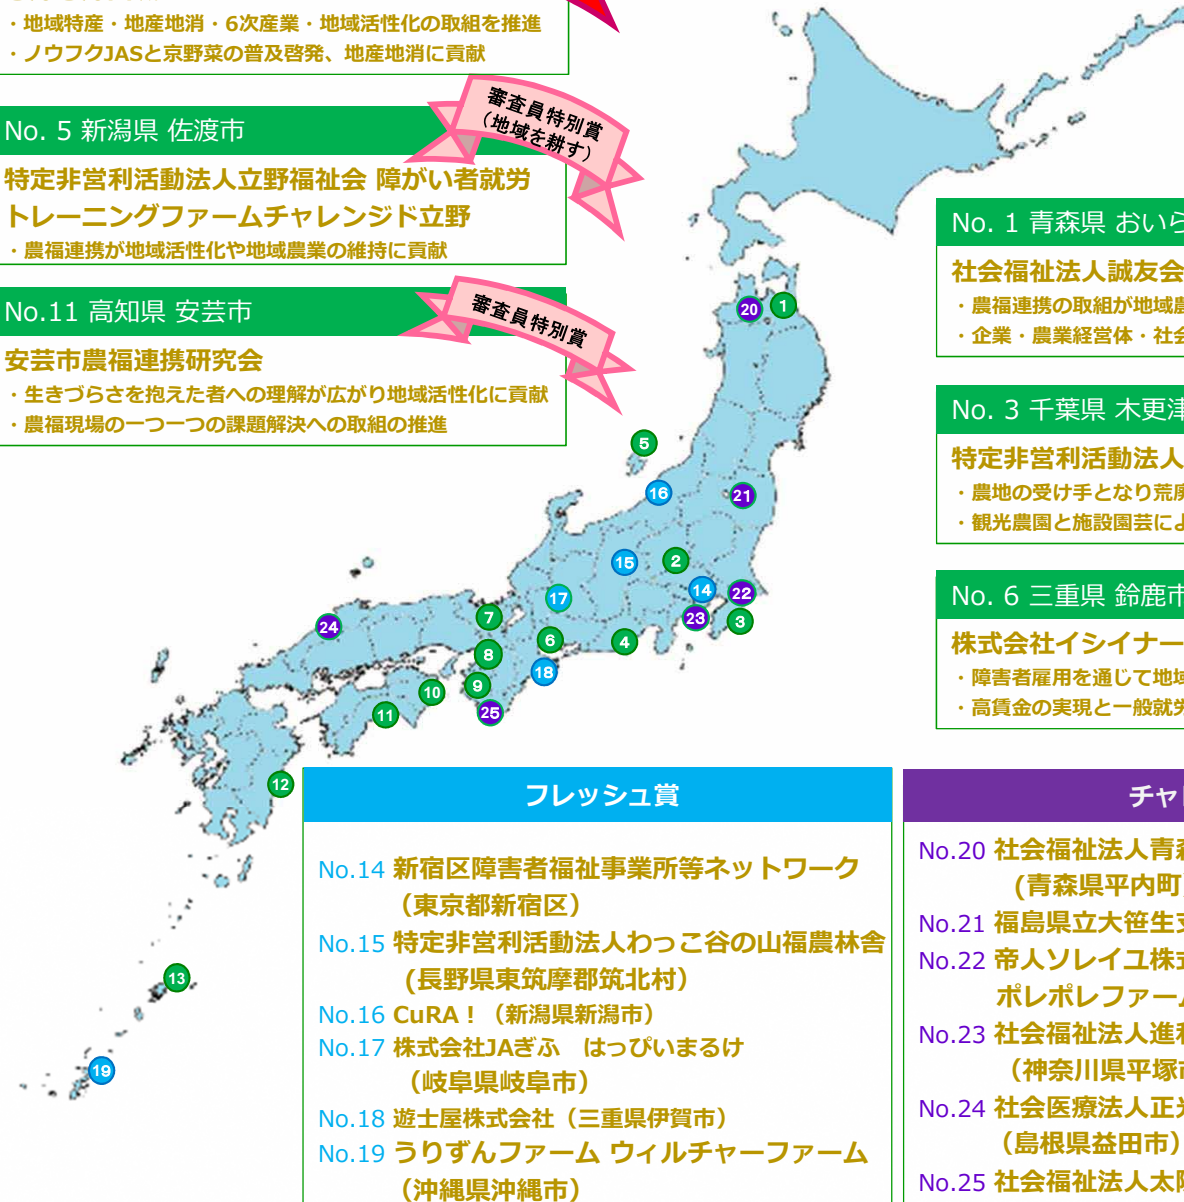 ・地域特産・地産地消・6次産業・地域活性化の取組を推進
・ノウフクJASと京野菜の普及啓発、地産地消に貢献
審査員特別賞
（地域を耕す）
No. 5 新潟県 佐渡市
特定非営利活動法人立野福祉会 障がい者就労
トレーニングファームチャレンジド立野
・農福連携が地域活性化や地域農業の維持に貢献
審査員特別賞
No.11 高知県 安芸市
安芸市農福連携研究会
・生きづらさを抱えた者への理解が広がり地域活性化に貢献
・農福現場の一つ一つの課題解決への取組の推進
No. 1 青森県 おいら
社会福祉法人誠友会
・農福連携の取組が地域
・企業・農業経営体・社
No. 3 千葉県 木更津
特定非営利活動法人
・農地の受け手となり荒
・観光農園と施設園芸に
No. 6 三重県 鈴鹿市
株式会社イシイナー
・障害者雇用を通じて地域
・高賃金の実現と一般就労
20
1
5
16
21
15
2
14
22
17
7
24
23
3
6
4
8
18
9
10
25
11
12
13
19
フレッシュ賞
No.14 新宿区障害者福祉事業所等ネットワーク
（東京都新宿区）
No.15 特定非営利活動法人わっこ谷の山福農林舎
(長野県東筑摩郡筑北村）
No.16 CuRA！（新潟県新潟市）
No.17 株式会社JAぎふ　はっぴいまるけ
（岐阜県岐阜市）
No.18 遊士屋株式会社（三重県伊賀市）
No.19 うりずんファーム ウィルチャーファーム
（沖縄県沖縄市）
チャ
No.20 社会福祉法人青森
(青森県平内町
No.21 福島県立大笹生支
No.22 帝人ソレイユ株式
ポレポレファーム
No.23 社会福祉法人進和
（神奈川県平塚市
No.24 社会医療法人正光
（島根県益田市）
No.25 社会福祉法人太陽